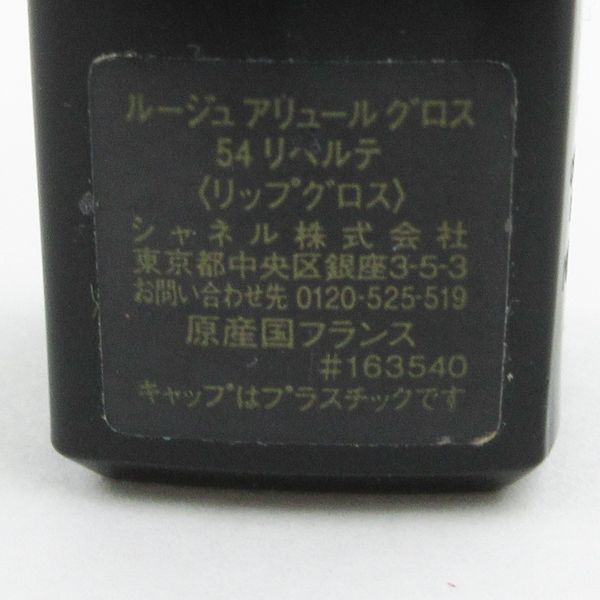 ルージュ アリュール グロス
54 リベルテ
〈リップグロス〉
シャネル株式会社
東京都中央区銀座3-5-3
お問い合わせ先 0120-525-519
原産国フランス
#163540
キャップはプラスチックです